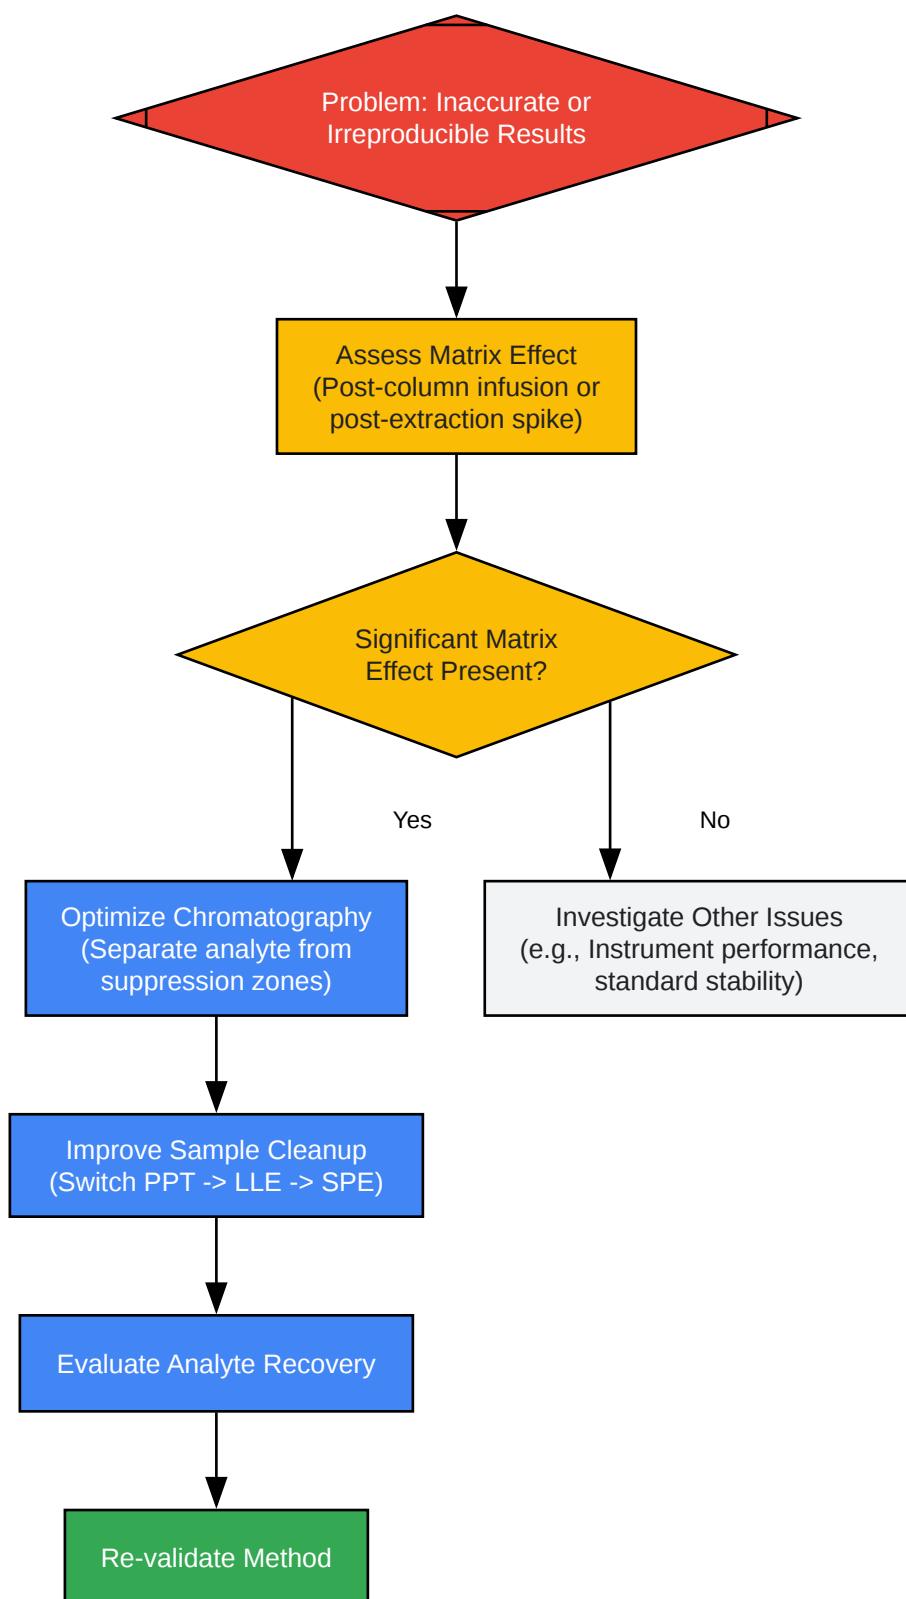 Problem: Inaccurate or
Irreproducible Results
Assess Matrix Effect
(Post-column infusion or
post-extraction spike)
Significant Matrix
Effect Present?
Yes
No
Optimize Chromatography
(Separate analyte from
suppression zones)
Investigate Other Issues
(e.g., Instrument performance,
standard stability)
Improve Sample Cleanup
(Switch PPT -> LLE -> SPE)
Evaluate Analyte Recovery
Re-validate Method